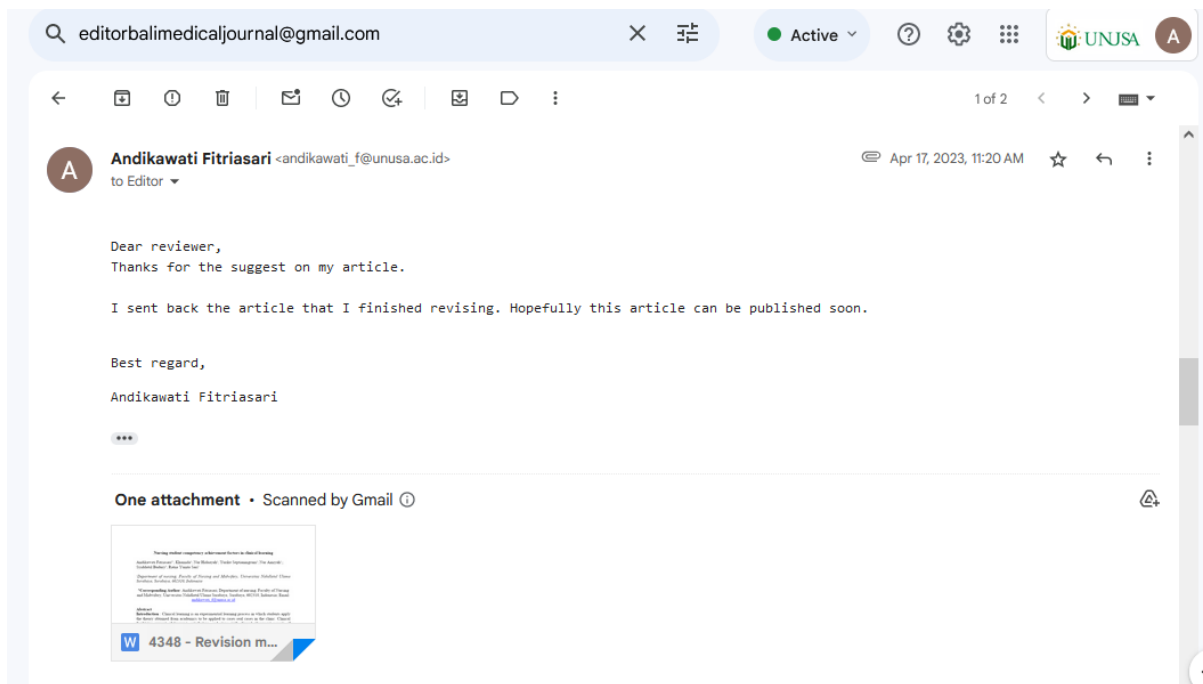 editorbalimedicaljournal@gmail.com
Active
UNUSA
A
1 of 2
A
Andikawati Fitriasari <andikawati_f@unusa.ac.id>
Apr 17, 2023, 11:20 AM
to Editor
Dear reviewer,
Thanks for the suggest on my article.
I sent back the article that I finished revising. Hopefully this article can be published soon.
Best regard,
Andikawati Fitriasari
One attachment • Scanned by Gmail
Nursing student competency achievement factors in clinical learning
Abstract
W 4348 - Revision m...